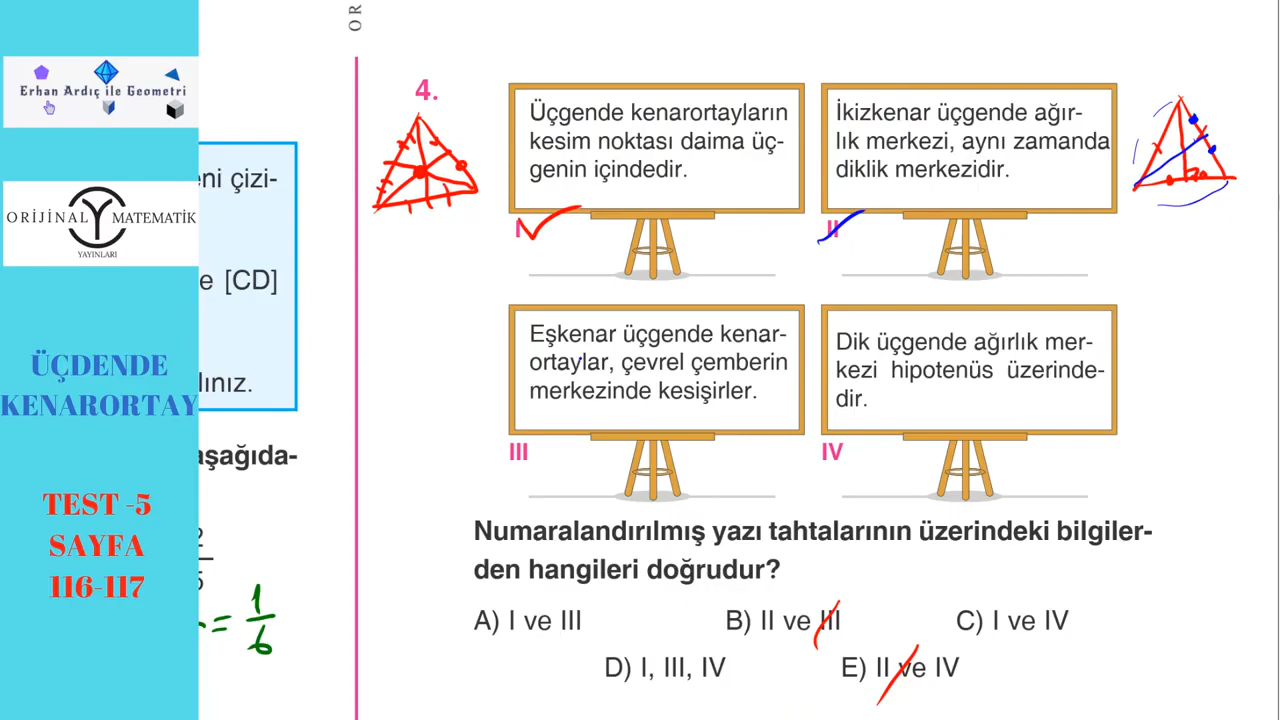 Erhan Ardıç ile Geometri
ORİJİNAL MATEMATİK
YAYINLARI
ÜÇDENDE
KENARORTAY
TEST -5
SAYFA
116-117
OR
eni çizi-
e [CD]
lınız.
aşağıda-
= 1/6
4.
Üçgende kenarortayların
kesim noktası daima üç-
genin içindedir.
I
İkizkenar üçgende ağır-
lık merkezi, aynı zamanda
diklik merkezidir.
II
Eşkenar üçgende kenar-
ortaylar, çevrel çemberin
merkezinde kesişirler.
III
Dik üçgende ağırlık mer-
kezi hipotenüs üzerinde-
dir.
IV
Numaralandırılmış yazı tahtalarının üzerindeki bilgiler-
den hangileri doğrudur?
A) I ve III B) II ve III C) I ve IV
D) I, III, IV E) II ve IV